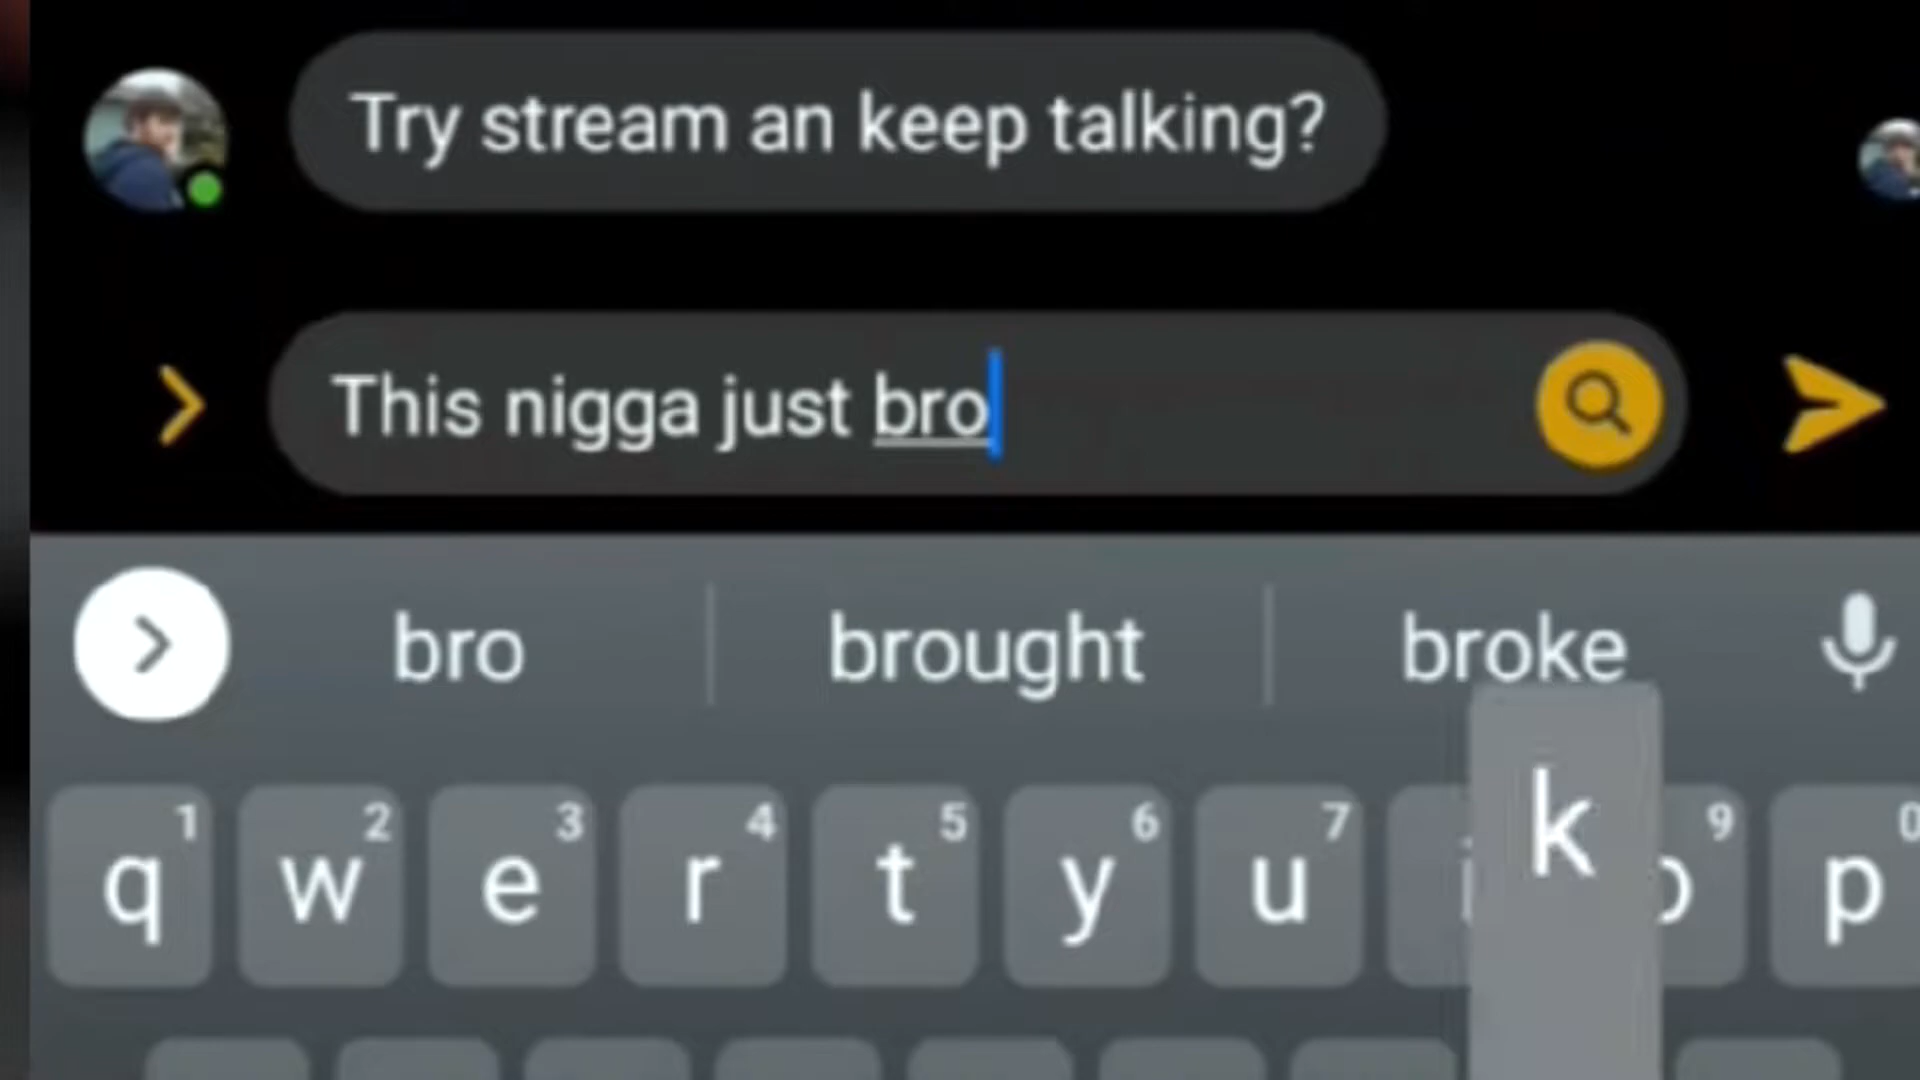 Try stream an keep talking?
This nigga just bro
bro brought broke
1 2 3 4 5 6 7 9 0
q w e r t y u i k o p